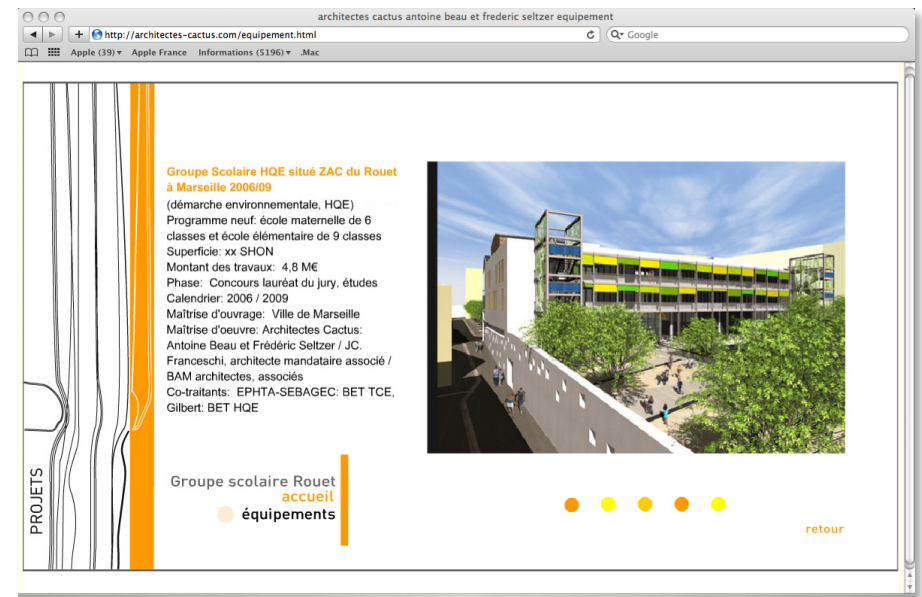 architectes cactus antoine beau et frederic seltzer equipement
http://architectes-cactus.com/equipement.html
Google
Apple (39) Apple France Informations (5196) .Mac
Groupe Scolaire HQE situé ZAC du Rouet
à Marseille 2006/09
(démarche environnementale, HQE)
Programme neuf: école maternelle de 6
classes et école élémentaire de 9 classes
Superficie: xx SHON
Montant des travaux: 4,8 M€
Phase: Concours lauréat du jury, études
Calendrier: 2006 / 2009
Maîtrise d'ouvrage: Ville de Marseille
Maîtrise d'oeuvre: Architectes Cactus:
Antoine Beau et Frédéric Seltzer / JC.
Franceschi, architecte mandataire associé /
BAM architectes, associés
Co-traitants: EPHTA-SEBAGEC: BET TCE,
Gilbert: BET HQE
PROJETS
Groupe scolaire Rouet
accueil
équipements
retour